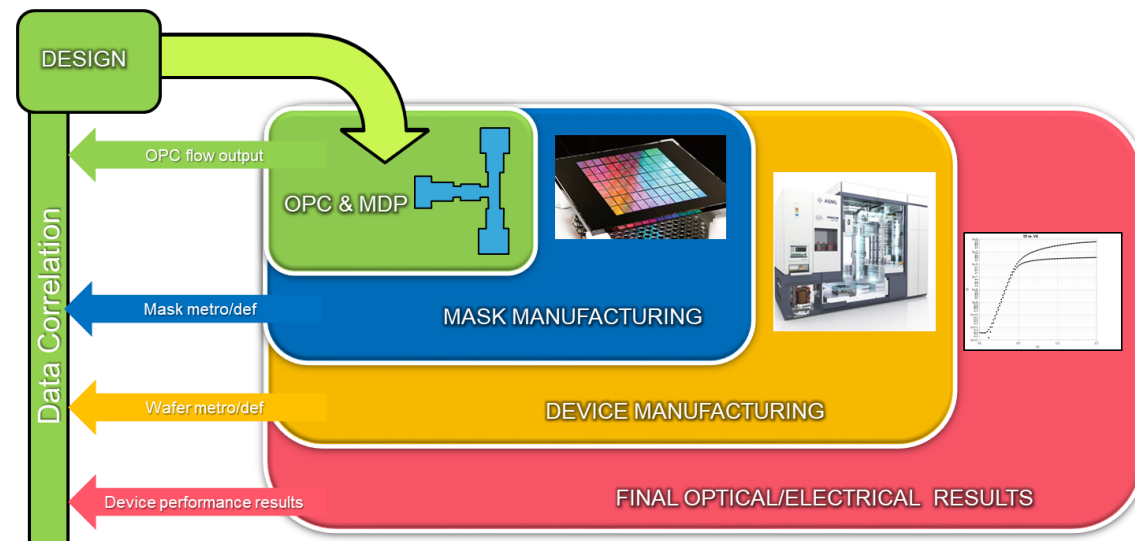 DESIGN
OPC flow output
OPC & MDP
Mask metro/def
MASK MANUFACTURING
ASML
Wafer metro/def
DEVICE MANUFACTURING
Device performance results
FINAL OPTICAL/ELECTRICAL RESULTS
Data Correlation